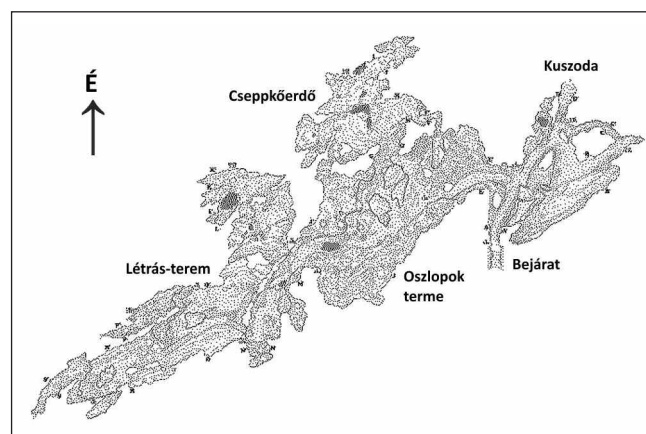 Kuszoda
É
Cseppkőerdő
Létrás-terem
Oszlopok
terme
Bejárat